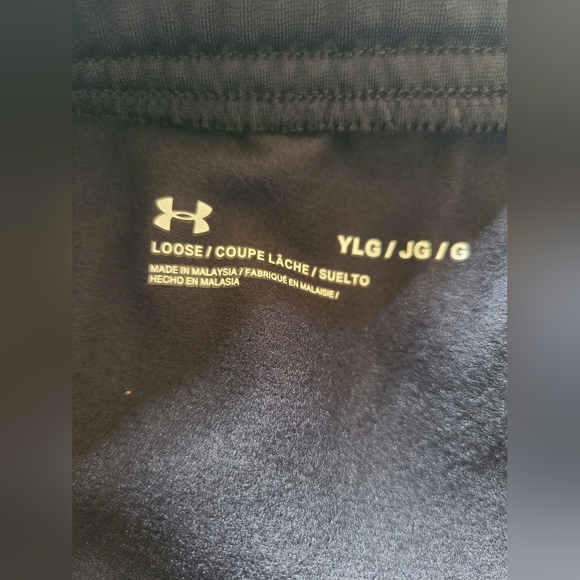 YLG / JG / G
LOOSE / COUPE LÂCHE / SUELTO
MADE IN MALAYSIA / FABRIQUÉ EN MALAISIE /
HECHO EN MALASIA